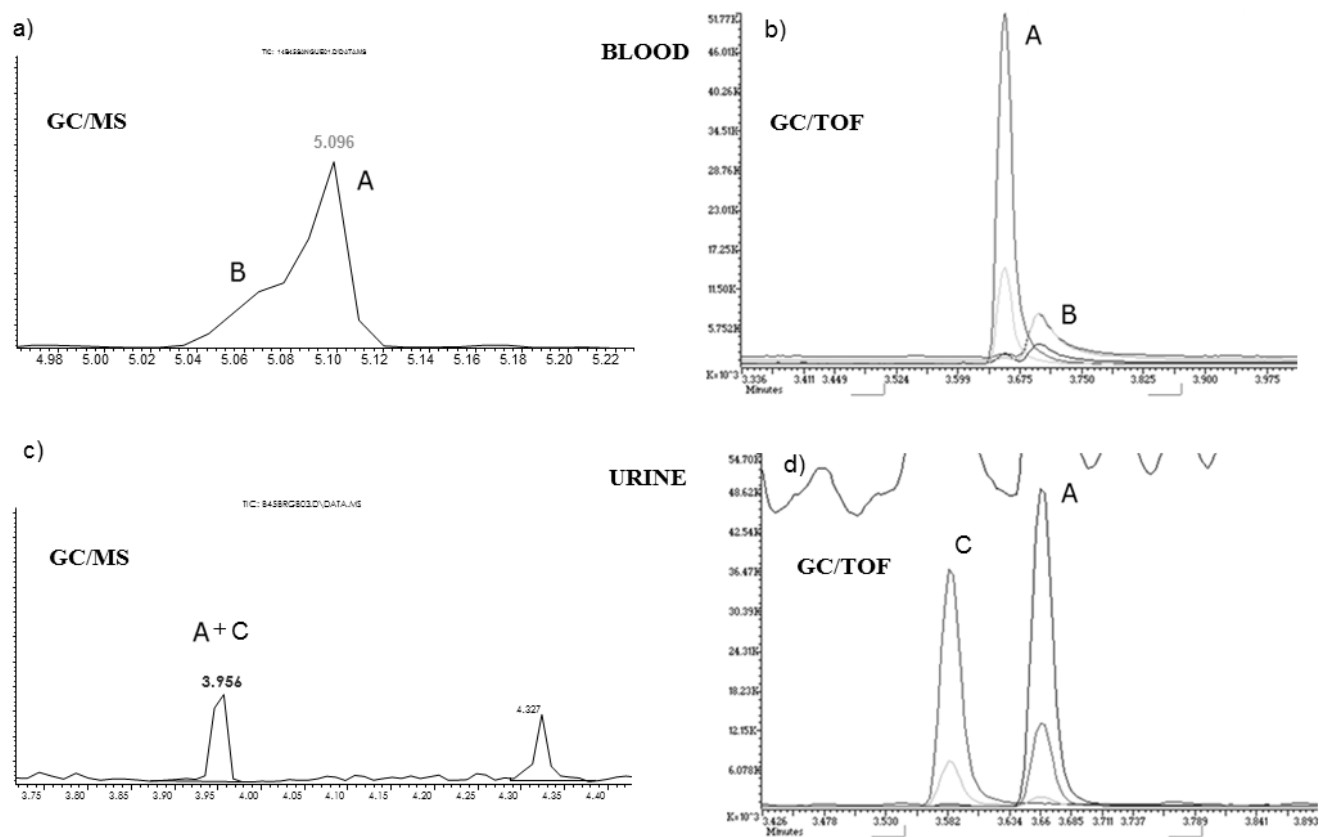 a)
BLOOD
b)
GC/MS
5.096
A
B
4.98 5.00 5.02 5.04 5.06 5.08 5.10 5.12 5.14 5.16 5.18 5.20 5.22
GC/TOF
A
B
51.77K
46.01K
40.26K
34.51K
28.76K
23.01K
17.25K
11.50K
5.752K
K×10^3
3.336 3.411 3.449 3.524 3.599 3.675 3.750 3.825 3.900 3.975
Minutes
c)
URINE
d)
TIC: B45BRGB03.D\DATA.MS
GC/MS
A + C
3.956
4.327
3.75 3.80 3.85 3.90 3.95 4.00 4.05 4.10 4.15 4.20 4.25 4.30 4.35 4.40
GC/TOF
C
A
54.70K
48.62K
42.54K
36.47K
30.39K
24.31K
18.23K
12.15K
6.078K
K×10^3
3.426 3.478 3.530 3.582 3.634 3.685 3.737 3.789 3.841 3.893
Minutes